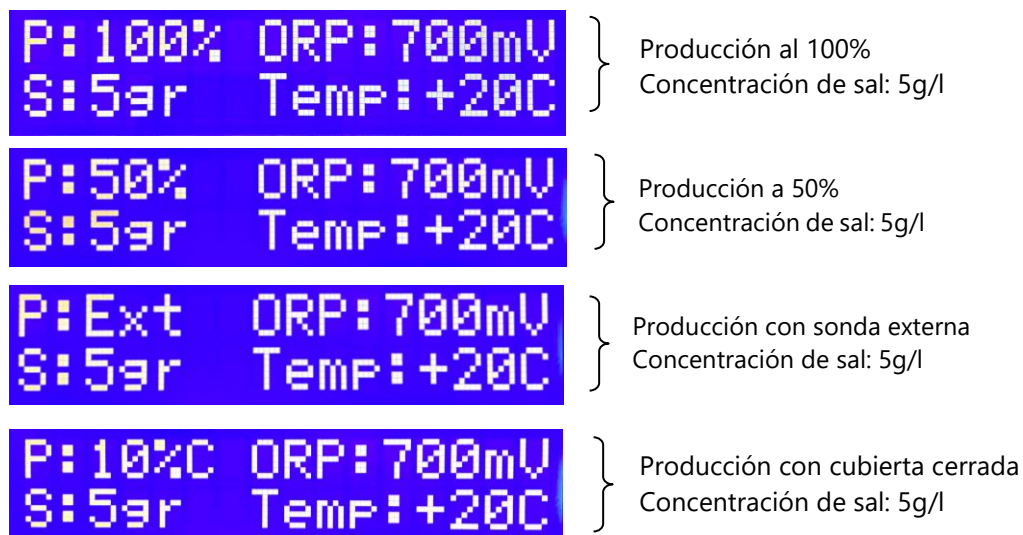 P:100% ORP:700mV
S:5gr Temp:+20C
Producción al 100%
Concentración de sal: 5g/l
P:50% ORP:700mV
S:5gr Temp:+20C
Producción a 50%
Concentración de sal: 5g/l
P:Ext ORP:700mV
S:5gr Temp:+20C
Producción con sonda externa
Concentración de sal: 5g/l
P:10%C ORP:700mV
S:5gr Temp:+20C
Producción con cubierta cerrada
Concentración de sal: 5g/l